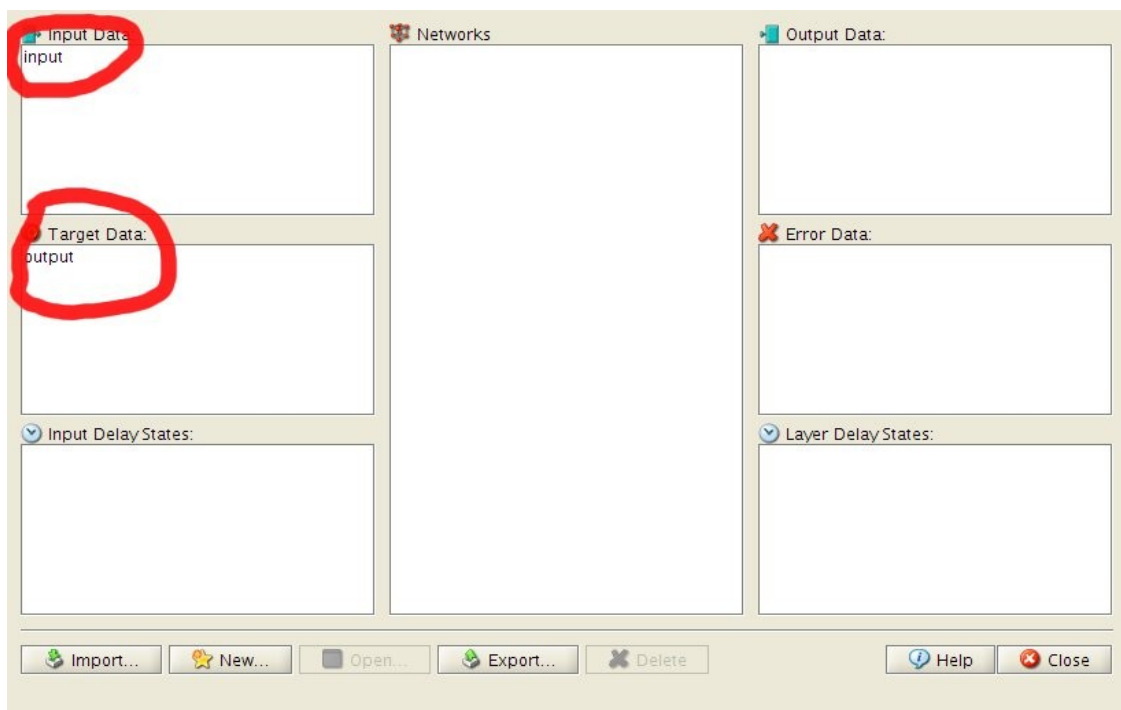 Input Data
input
Networks
Output Data:
Target Data:
output
Error Data:
Input Delay States:
Layer Delay States:
Import...
New...
Open...
Export...
Delete
Help
Close